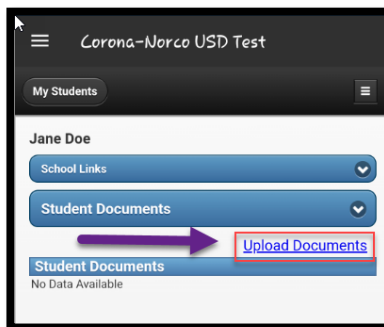 Corona-Norco USD Test
My Students
Jane Doe
School Links
Student Documents
Upload Documents
Student Documents
No Data Available